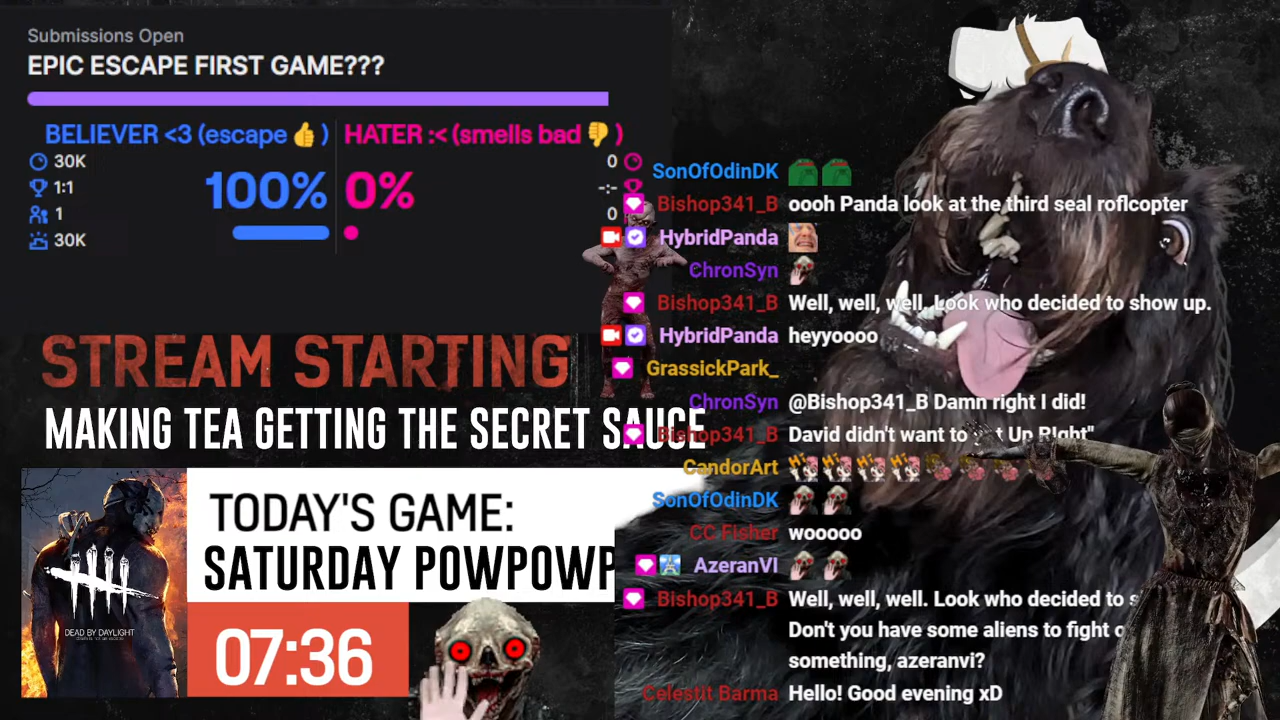 Submissions Open
EPIC ESCAPE FIRST GAME???
BELIEVER <3 (escape👍)
HATER :< (smells bad👎)
30K
1:1
1
30K
100%
0%
0
-:-
0
STREAM STARTING
MAKING TEA GETTING THE SECRET SAUCE
TODAY'S GAME:
SATURDAY POWPOWP
DEAD BY DAYLIGHT
07:36
SonOfOdinDK
Bishop341_B oooh Panda look at the third seal roflcopter
HybridPanda
ChronSyn
Bishop341_B Well, well, well. Look who decided to show up.
HybridPanda heyyoooo
GrassickPark_
ChronSyn @Bishop341_B Damn right I did!
Bishop341_B David didn't want to Up RIght"
CandorArt
SonOfOdinDK
CC Fisher wooooo
AzeranVI
Bishop341_B Well, well, well. Look who decided to
Don't you have some aliens to fight
something, azeranvi?
Celestit Barma Hello! Good evening xD